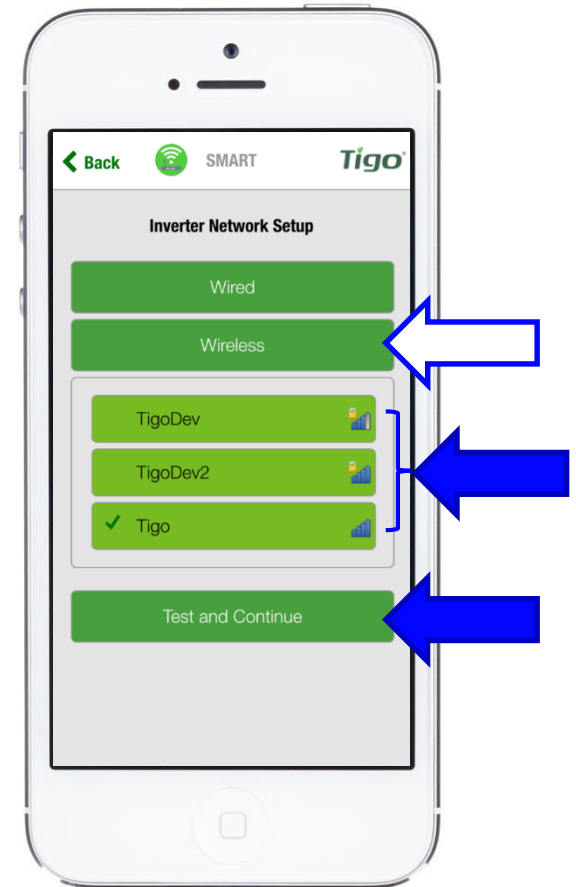 Back SMART Tigo
Inverter Network Setup
Wired
Wireless
TigoDev
TigoDev2
Tigo
Test and Continue